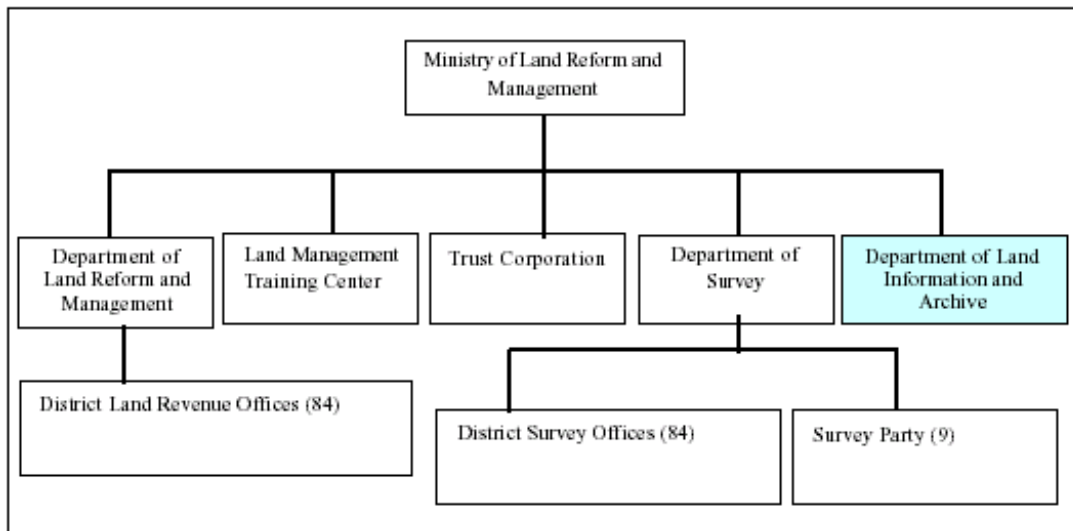 Ministry of Land Reform and
Management
Department of
Land Reform and
Management
Land Management
Training Center
Trust Corporation
Department of
Survey
Department of Land
Information and
Archive
District Land Revenue Offices (84)
District Survey Offices (84)
Survey Party (9)